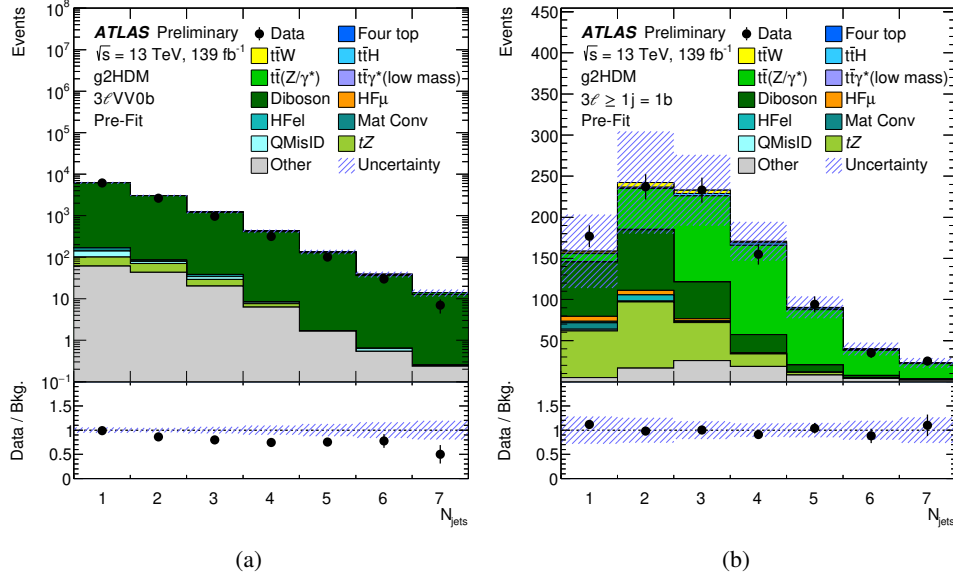 Events
10⁸
10⁷
10⁶
10⁵
10⁴
10³
10²
10
1
10⁻¹
ATLAS Preliminary
√s = 13 TeV, 139 fb⁻¹
g2HDM
3ℓVV0b
Pre-Fit
Data
Four top
tt̄W
tt̄H
tt̄(Z/γ*)
tt̄γ*(low mass)
Diboson
HFμ
HFel
Mat Conv
QMisID
tZ
Other
Uncertainty
Data / Bkg.
1.5
1
0.5
0
1 2 3 4 5 6 7
N_jets
(a)
Events
450
400
350
300
250
200
150
100
50
ATLAS Preliminary
√s = 13 TeV, 139 fb⁻¹
g2HDM
3ℓ ≥ 1j = 1b
Pre-Fit
Data
Four top
tt̄W
tt̄H
tt̄(Z/γ*)
tt̄γ*(low mass)
Diboson
HFμ
HFel
Mat Conv
QMisID
tZ
Other
Uncertainty
Data / Bkg.
1.5
1
0.5
0
1 2 3 4 5 6 7
N_jets
(b)